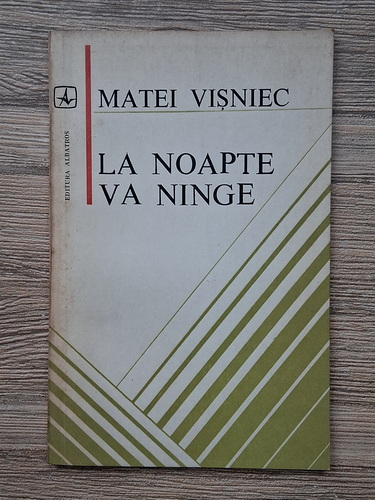 MATEI VIȘNIEC
LA NOAPTE
VA NINGE
EDITURA ALBATROS